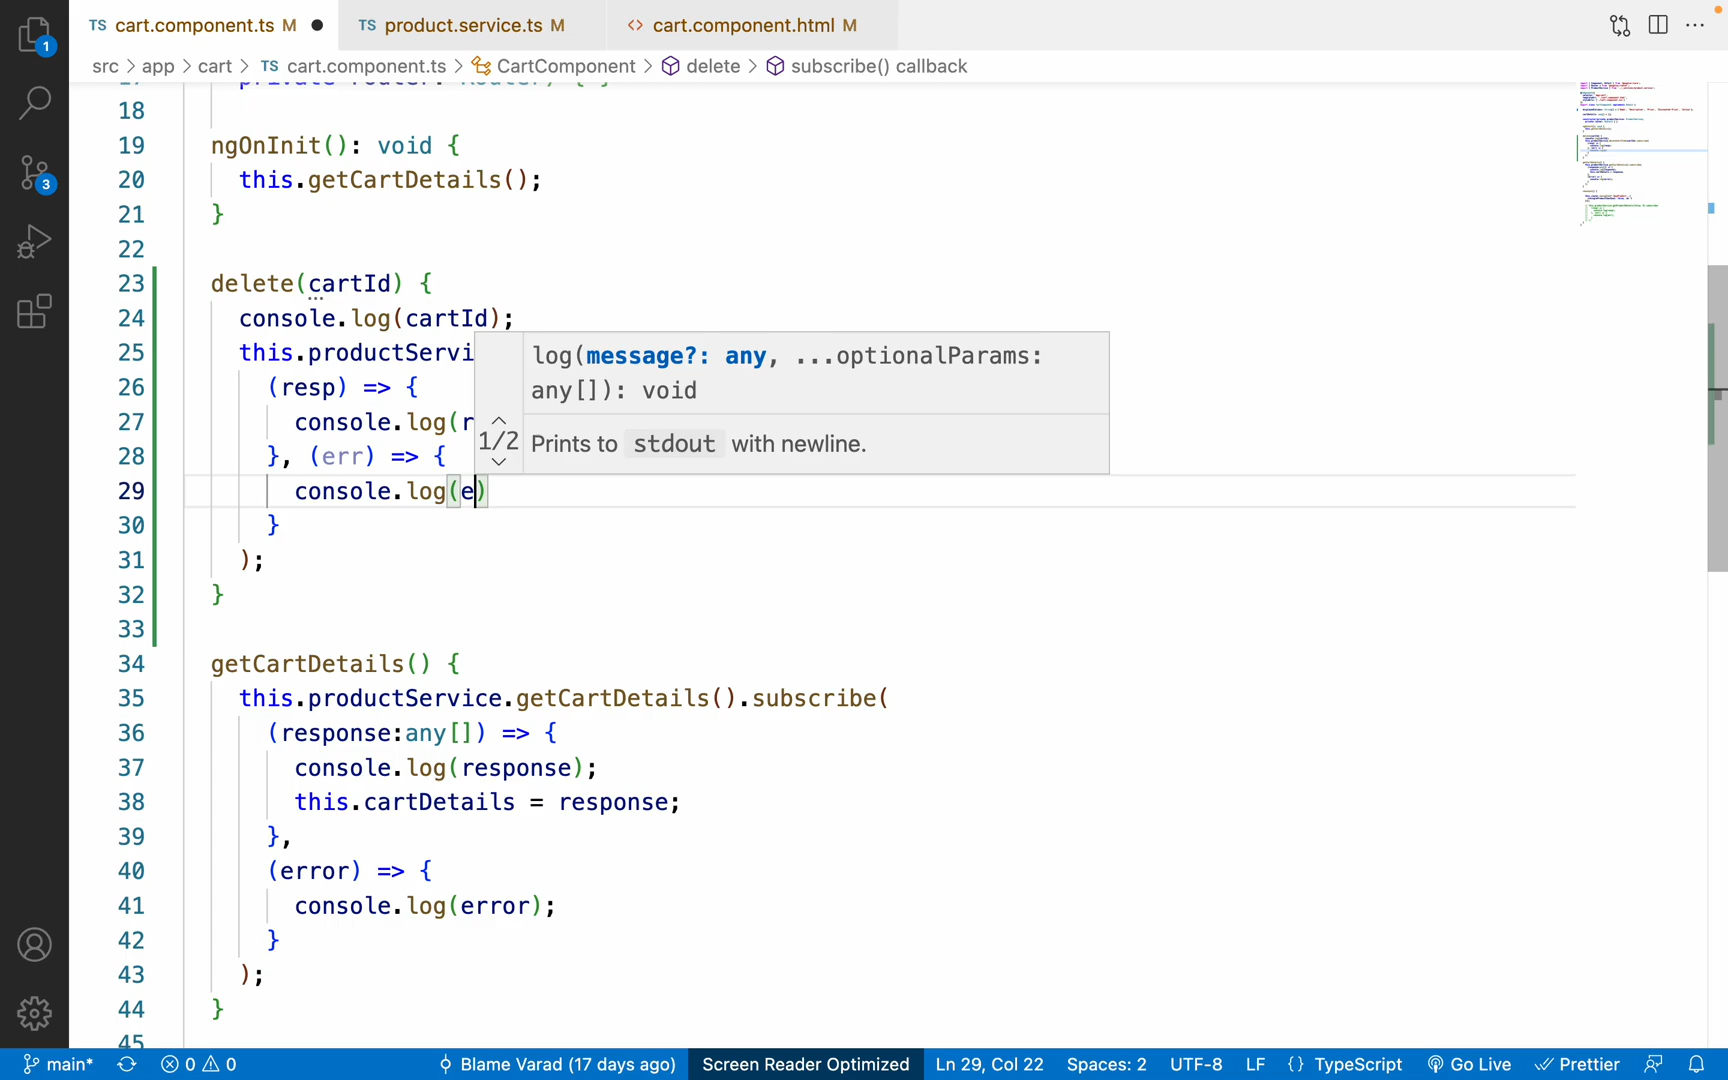 TS cart.component.ts M ● TS product.service.ts M <> cart.component.html M ...
src > app > cart > TS cart.component.ts > CartComponent > delete > subscribe() callback
1
3
18
19 ngOnInit(): void {
20 this.getCartDetails();
21 }
22
23 delete(cartId) {
24 console.log(cartId);
25 this.productServi
log(message?: any, ...optionalParams:
26 (resp) => {
any[]): void
27 console.log(r
1/2 Prints to stdout with newline.
28 }, (err) => {
29 console.log(e)
30 }
31 );
32 }
33
34 getCartDetails() {
35 this.productService.getCartDetails().subscribe(
36 (response:any[]) => {
37 console.log(response);
38 this.cartDetails = response;
39 },
40 (error) => {
41 console.log(error);
42 }
43 );
44 }
45
main* 0 0 Blame Varad (17 days ago) Screen Reader Optimized Ln 29, Col 22 Spaces: 2 UTF-8 LF {} TypeScript Go Live Prettier